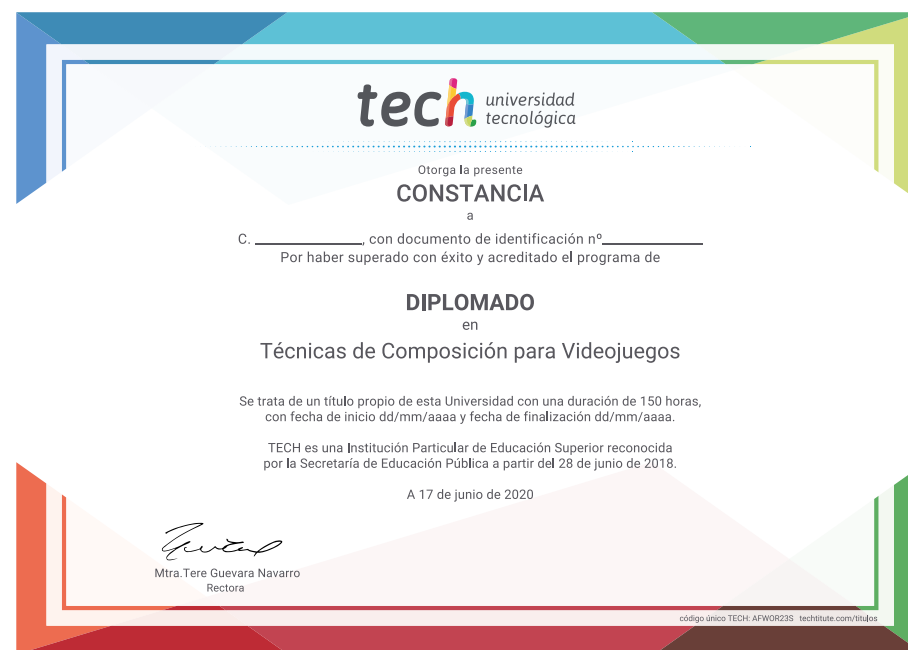 tech universidad
tecnológica
Otorga la presente
CONSTANCIA
a
C. ____________, con documento de identificación nº____________
Por haber superado con éxito y acreditado el programa de
DIPLOMADO
en
Técnicas de Composición para Videojuegos
Se trata de un título propio de esta Universidad con una duración de 150 horas,
con fecha de inicio dd/mm/aaaa y fecha de finalización dd/mm/aaaa.
TECH es una Institución Particular de Educación Superior reconocida
por la Secretaría de Educación Pública a partir del 28 de junio de 2018.
A 17 de junio de 2020
Mtra.Tere Guevara Navarro
Rectora
código único TECH: AFWOR23S techtitute.com/titulos